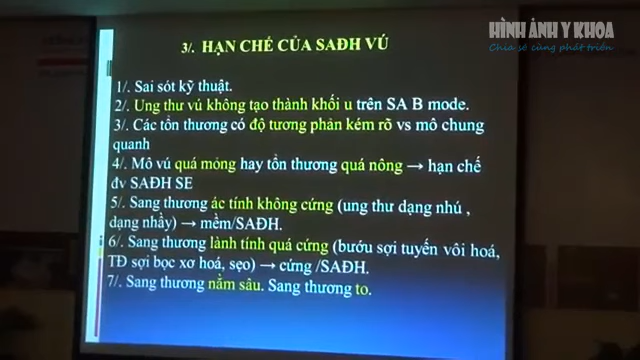 HÌNH ẢNH Y KHOA
Chia sẻ cùng phát triển
3/. HẠN CHẾ CỦA SAĐH VÚ
1/. Sai sót kỹ thuật.
2/. Ung thư vú không tạo thành khối u trên SA B mode.
3/. Các tổn thương có độ tương phản kém rõ vs mô chung
quanh
4/. Mô vú quá mỏng hay tổn thương quá nông → hạn chế
đv SAĐH SE
5/. Sang thương ác tính không cứng (ung thư dạng nhú ,
dạng nhầy) → mềm/SAĐH.
6/. Sang thương lành tính quá cứng (bướu sợi tuyến vôi hoá,
TĐ sợi bọc xơ hoá, sẹo) → cứng /SAĐH.
7/. Sang thương nằm sâu. Sang thương to.